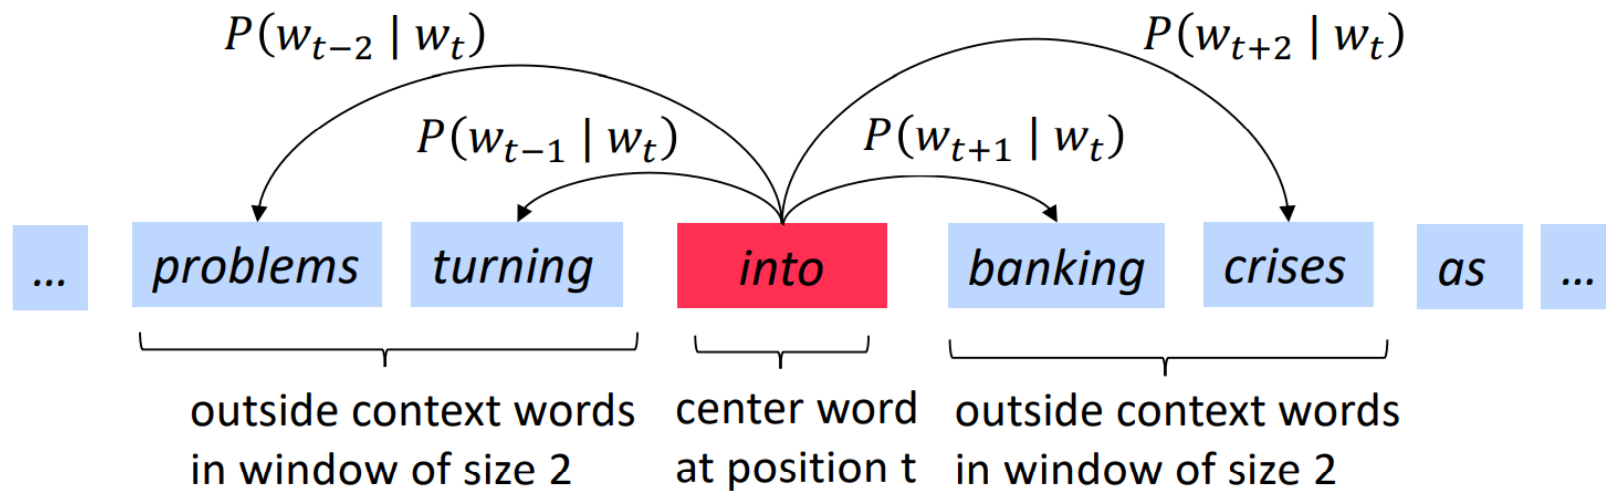 P(w_{t−2} | w_t) P(w_{t+2} | w_t)
P(w_{t−1} | w_t) P(w_{t+1} | w_t)
... problems turning into banking crises as ...
outside context words center word outside context words
in window of size 2 at position t in window of size 2